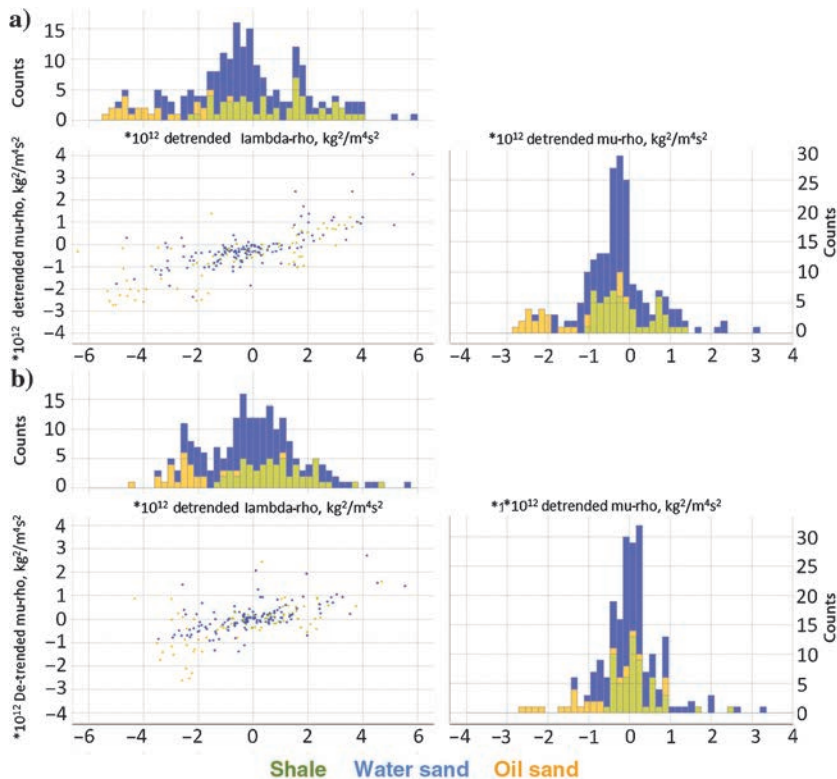 a)
15
10
5
0
Counts
*10¹² detrended lambda-rho, kg²/m⁴s²
*10¹² detrended mu-rho, kg²/m⁴s²
4
3
2
1
0
−1
−2
−3
−4
*10¹² detrended mu-rho, kg²/m⁴s²
−6 −4 −2 0 2 4 6
30
25
20
15
10
5
0
Counts
−4 −3 −2 −1 0 1 2 3 4
b)
15
10
5
0
Counts
*10¹² detrended lambda-rho, kg²/m⁴s²
*1*10¹² detrended mu-rho, kg²/m⁴s²
4
3
2
1
0
−1
−2
−3
−4
*10¹² De-trended mu-rho, kg²/m⁴s²
−6 −4 −2 0 2 4 6
30
25
20
15
10
5
0
Counts
−4 −3 −2 −1 0 1 2 3 4
Shale Water sand Oil sand